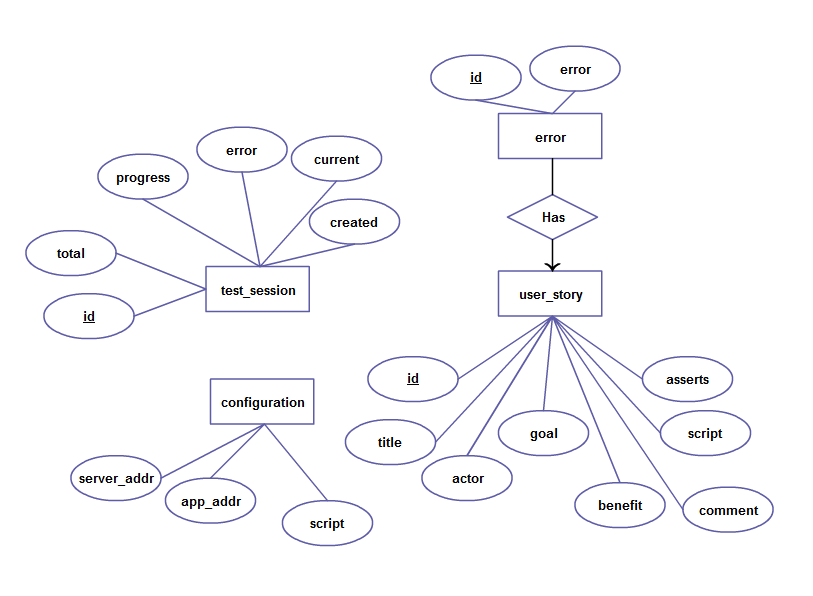 id
error
error
Has
user_story
id
title
actor
goal
benefit
comment
script
asserts
error
current
progress
created
total
id
test_session
configuration
server_addr
app_addr
script